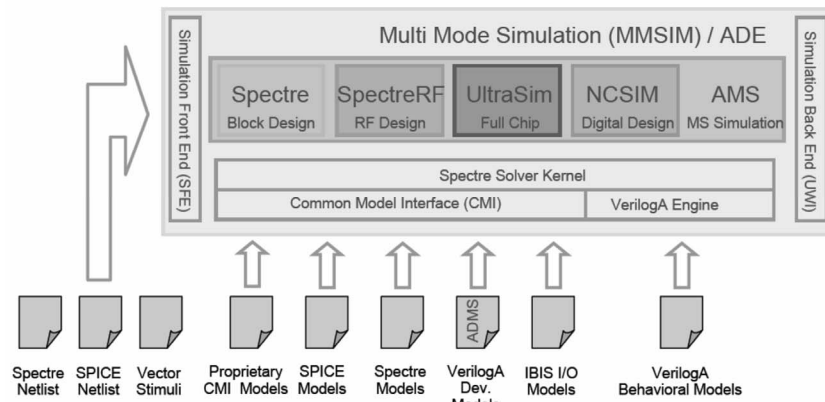 Multi Mode Simulation (MMSIM) / ADE
Simulation Front End (SFE)
Simulation Back End (UWI)
Spectre
Block Design
SpectreRF
RF Design
UltraSim
Full Chip
NCSIM
Digital Design
AMS
MS Simulation
Spectre Solver Kernel
Common Model Interface (CMI)
VerilogA Engine
Spectre
Netlist
SPICE
Netlist
Vector
Stimuli
Proprietary
CMI Models
SPICE
Models
Spectre
Models
ADMS
VerilogA
Dev.
Models
IBIS I/O
Models
VerilogA
Behavioral Models